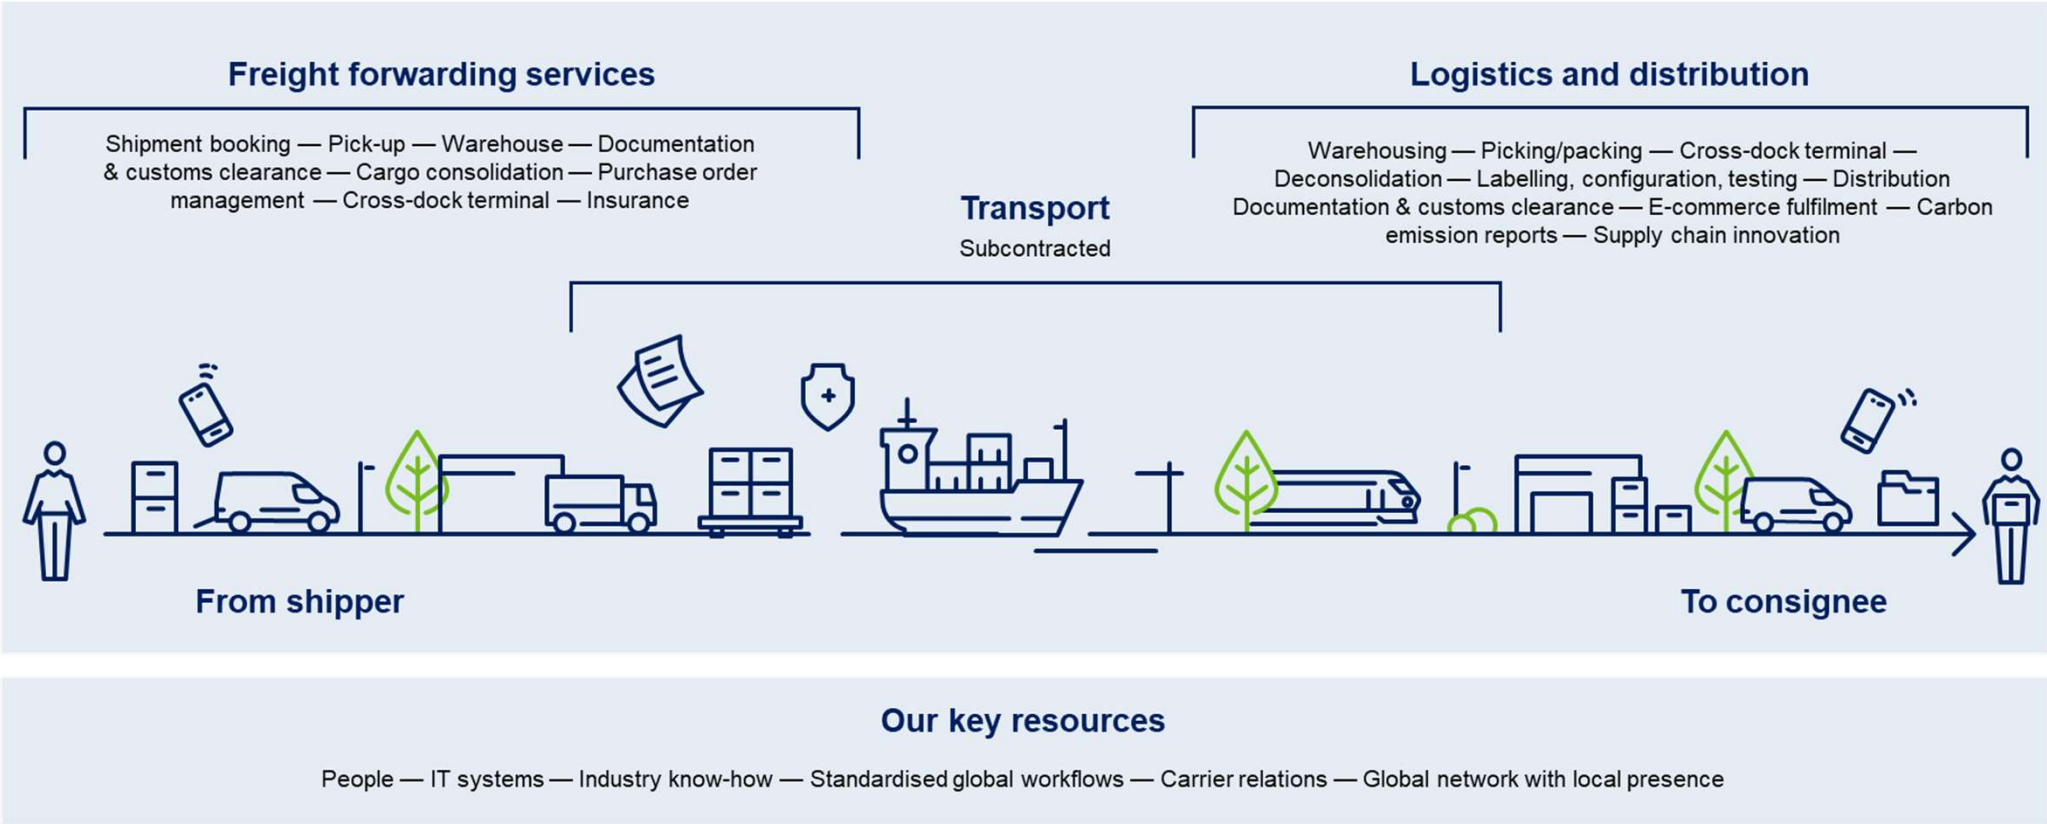 Freight forwarding services
Shipment booking — Pick-up — Warehouse — Documentation
& customs clearance — Cargo consolidation — Purchase order
management — Cross-dock terminal — Insurance
Transport
Subcontracted
Logistics and distribution
Warehousing — Picking/packing — Cross-dock terminal —
Deconsolidation — Labelling, configuration, testing — Distribution
Documentation & customs clearance — E-commerce fulfilment — Carbon
emission reports — Supply chain innovation
From shipper
To consignee
Our key resources
People — IT systems — Industry know-how — Standardised global workflows — Carrier relations — Global network with local presence